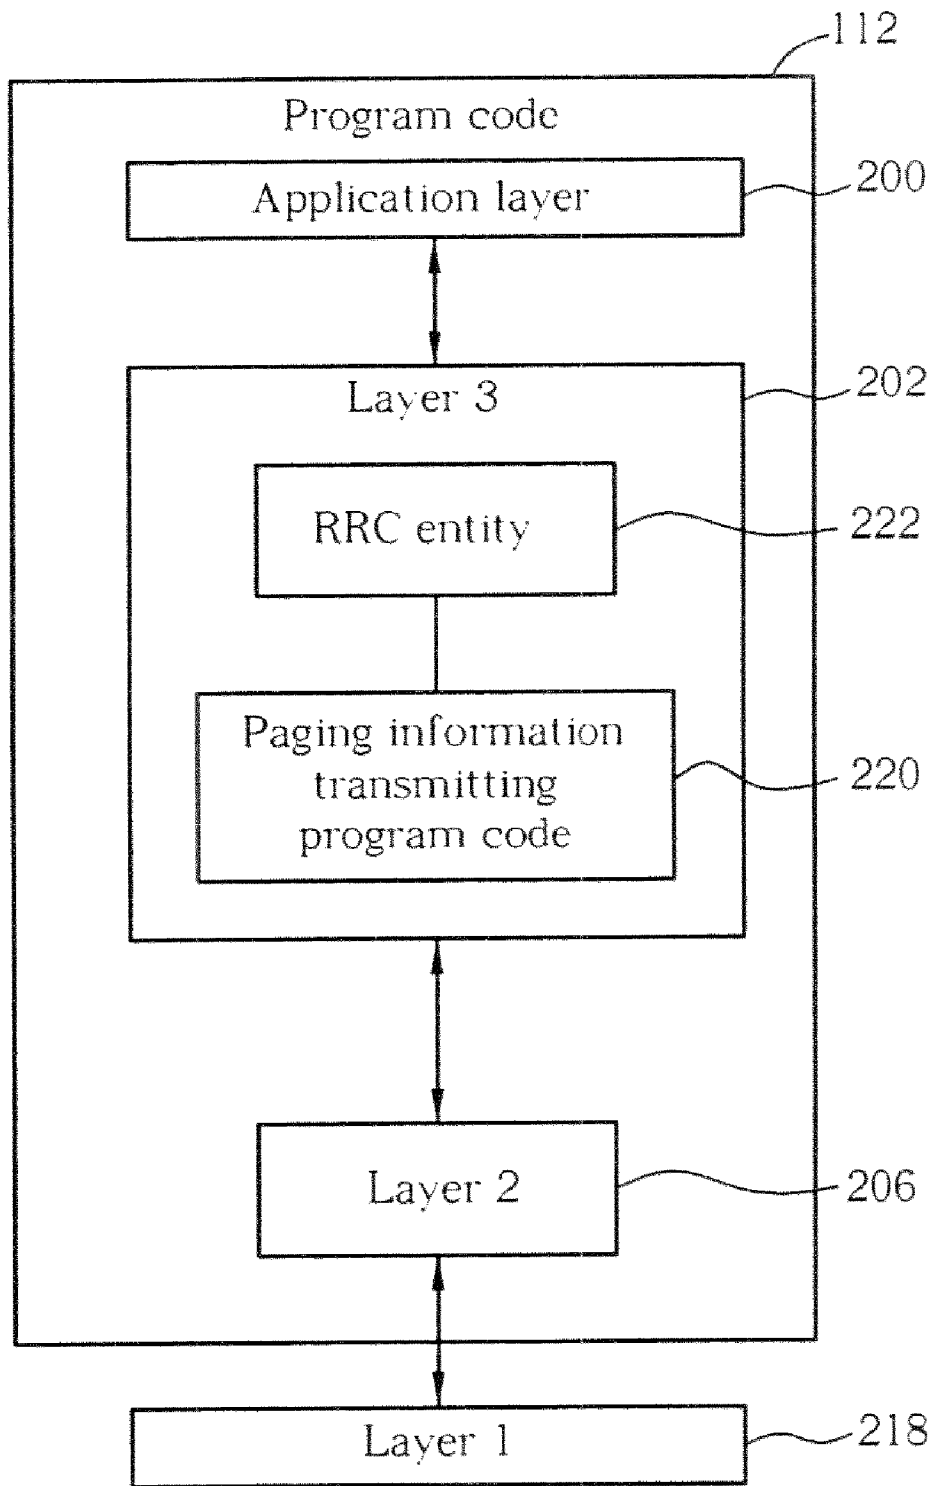 112
Program code
Application layer
200
Layer 3
202
RRC entity
222
Paging information
transmitting
program code
220
Layer 2
206
Layer 1
218